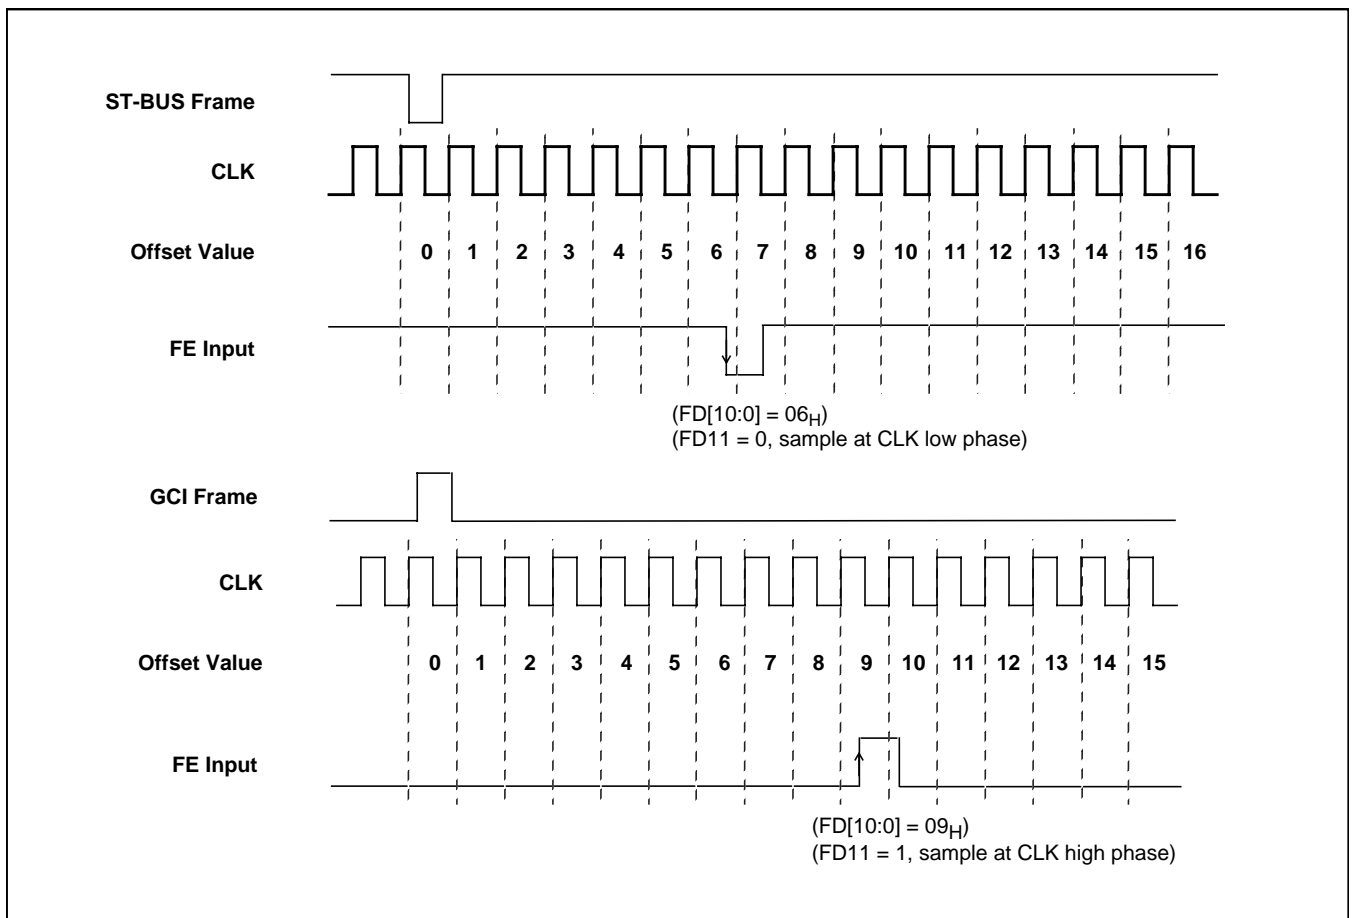 ST-BUS Frame
CLK
Offset Value 0 1 2 3 4 5 6 7 8 9 10 11 12 13 14 15 16
FE Input
(FD[10:0] = 06H)
(FD11 = 0, sample at CLK low phase)
GCI Frame
CLK
Offset Value 0 1 2 3 4 5 6 7 8 9 10 11 12 13 14 15
FE Input
(FD[10:0] = 09H)
(FD11 = 1, sample at CLK high phase)